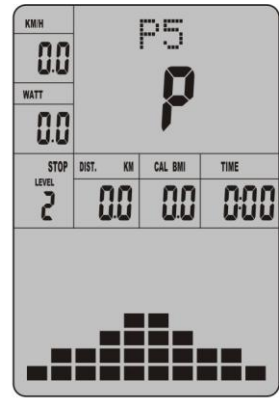 KM/H
0.0
P5
P
WATT
0.0
STOP
LEVEL
2
DIST. KM
0.0
CAL BMI
0.0
TIME
0:00